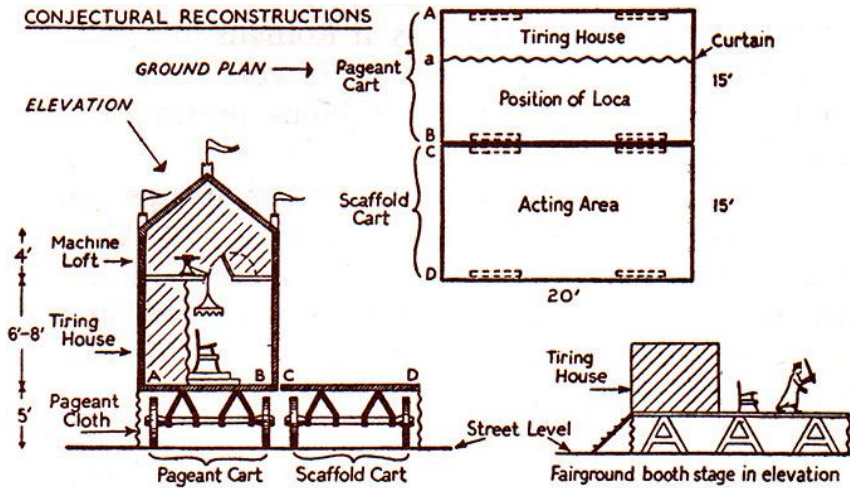 CONJECTURAL RECONSTRUCTIONS
GROUND PLAN
ELEVATION
A
a
B
C
D
Pageant
Cart
Scaffold
Cart
Tiring House
Curtain
Position of Loca
15'
Acting Area
15'
20'
4'
6'-8'
5'
Machine
Loft
Tiring
House
Pageant
Cloth
A
B
C
D
Pageant Cart
Scaffold Cart
Street Level
Tiring
House
Fairground booth stage in elevation